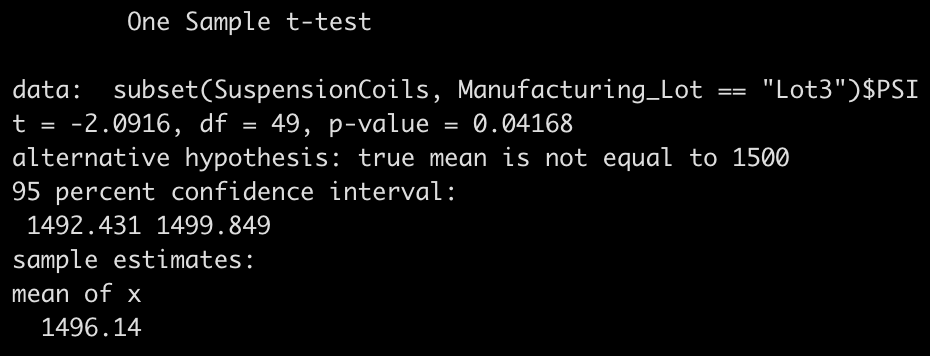 One Sample t-test
data:  subset(SuspensionCoils, Manufacturing_Lot == "Lot3")$PSI
t = -2.0916, df = 49, p-value = 0.04168
alternative hypothesis: true mean is not equal to 1500
95 percent confidence interval:
1492.431 1499.849
sample estimates:
mean of x
1496.14